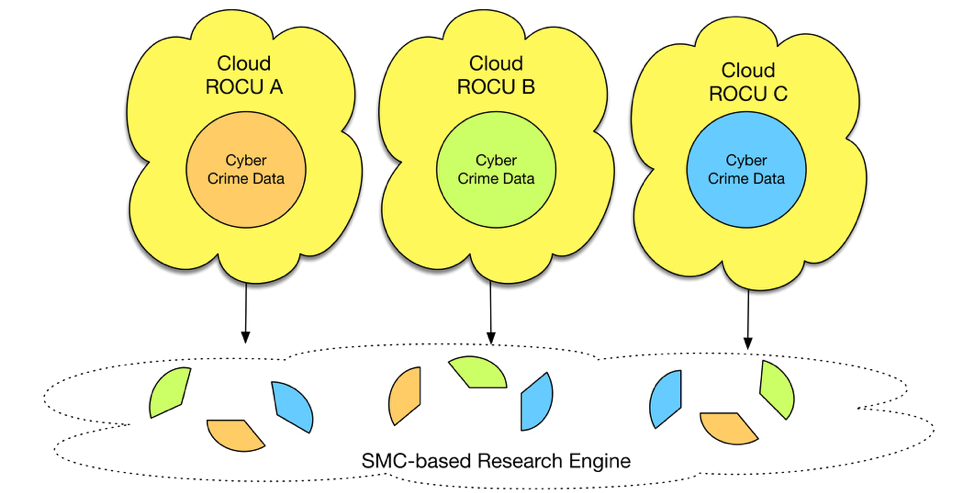 Cloud
ROCU A
Cyber
Crime Data
Cloud
ROCU B
Cyber
Crime Data
Cloud
ROCU C
Cyber
Crime Data
SMC-based Research Engine